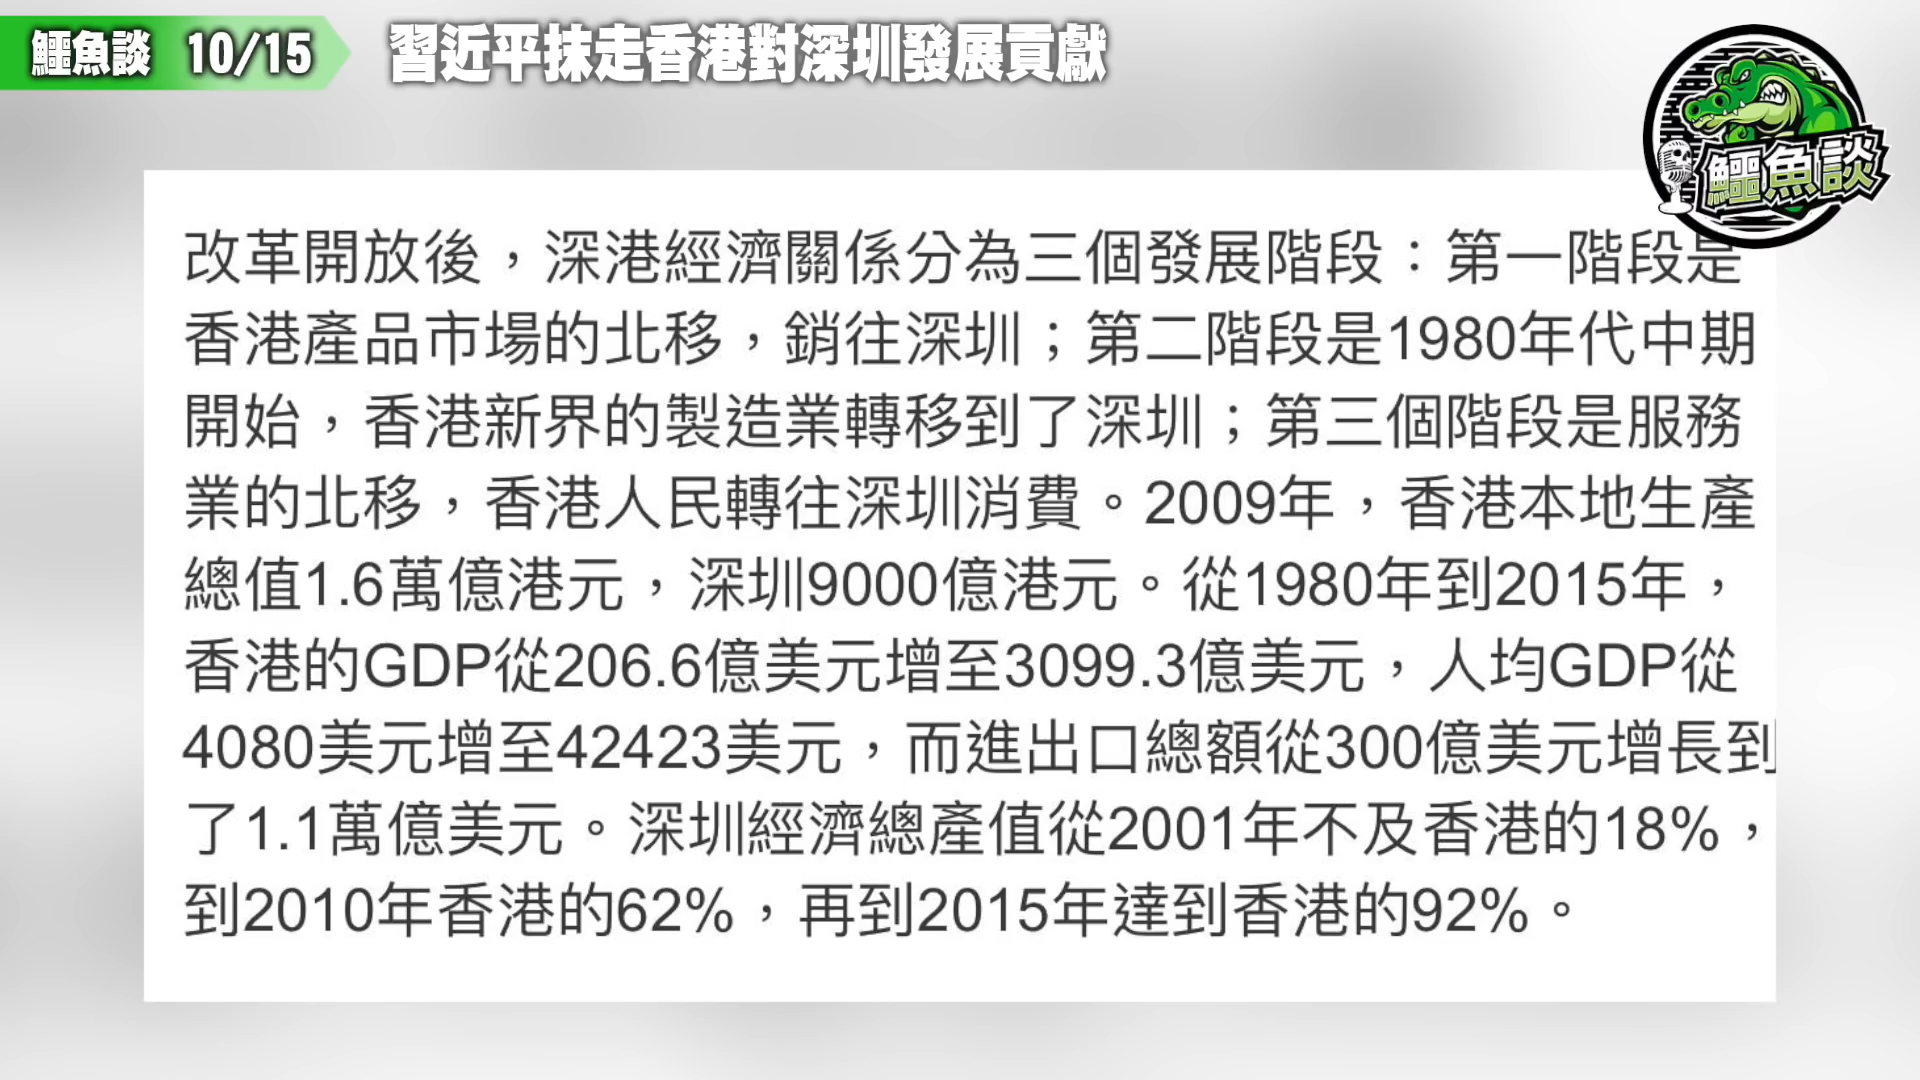 鱷魚談 10/15 習近平抹走香港對深圳發展貢獻
鱷魚談
改革開放後，深港經濟關係分為三個發展階段：第一階段是
香港產品市場的北移，銷往深圳；第二階段是1980年代中期
開始，香港新界的製造業轉移到了深圳；第三個階段是服務
業的北移，香港人民轉往深圳消費。2009年，香港本地生產
總值1.6萬億港元，深圳9000億港元。從1980年到2015年，
香港的GDP從206.6億美元增至3099.3億美元，人均GDP從
4080美元增至42423美元，而進出口總額從300億美元增長到
了1.1萬億美元。深圳經濟總產值從2001年不及香港的18%，
到2010年香港的62%，再到2015年達到香港的92%。